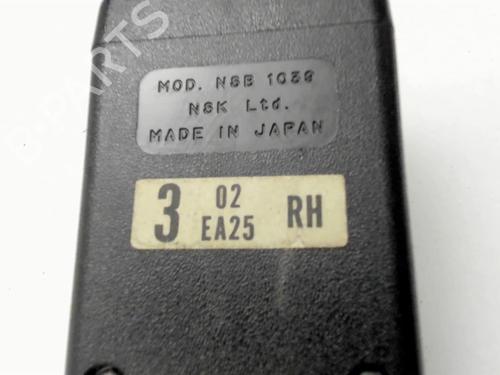 MOD. NSB 1039
NSK Ltd.
MADE IN JAPAN
3 02 EA25 RH